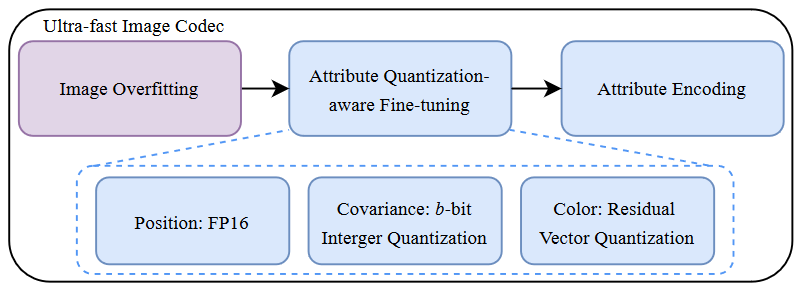 Ultra-fast Image Codec
Image Overfitting
Attribute Quantization-
aware Fine-tuning
Attribute Encoding
Position: FP16
Covariance: b-bit
Interger Quantization
Color: Residual
Vector Quantization